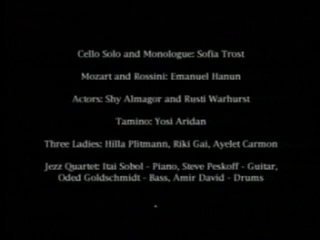 Cello Solo and Monologue: Sofia Trost
Mozart and Rossini: Emanuel Hanun
Actors: Shy Almagor and Rusti Warhurst
Tamino: Yosi Aridan
Three Ladies: Hilla Plitmann, Riki Gai, Ayelet Carmon
Jezz Quartet: Itai Sobol - Piano, Steve Peskoff - Guitar,
Oded Goldschmidt - Bass, Amir David - Drums